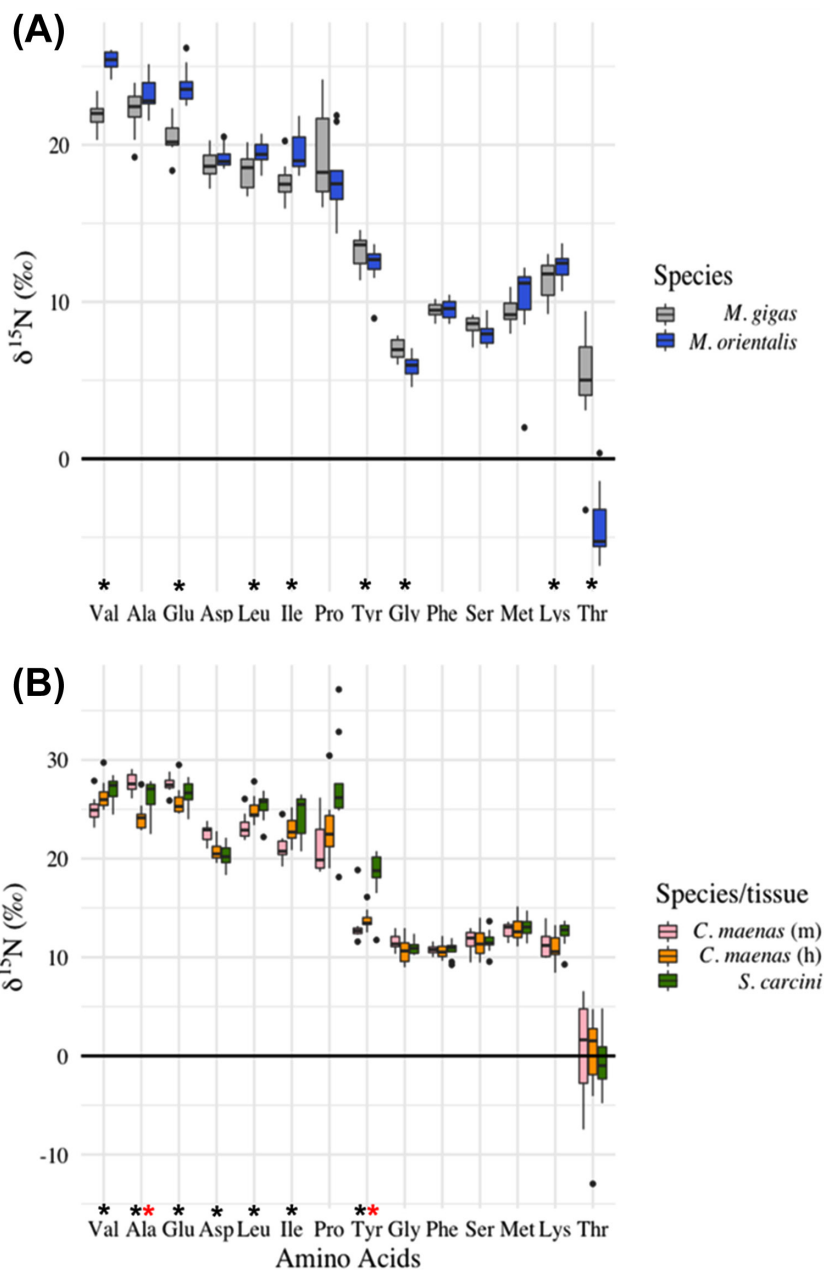 (A)
20
10
0
δ¹⁵N (‰)
Species
M. gigas
M. orientalis
* * * * * * * *
Val Ala Glu Asp Leu Ile Pro Tyr Gly Phe Ser Met Lys Thr
(B)
30
20
10
0
-10
δ¹⁵N (‰)
Species/tissue
C. maenas (m)
C. maenas (h)
S. carcini
* ** * * * * **
Val Ala Glu Asp Leu Ile Pro Tyr Gly Phe Ser Met Lys Thr
Amino Acids